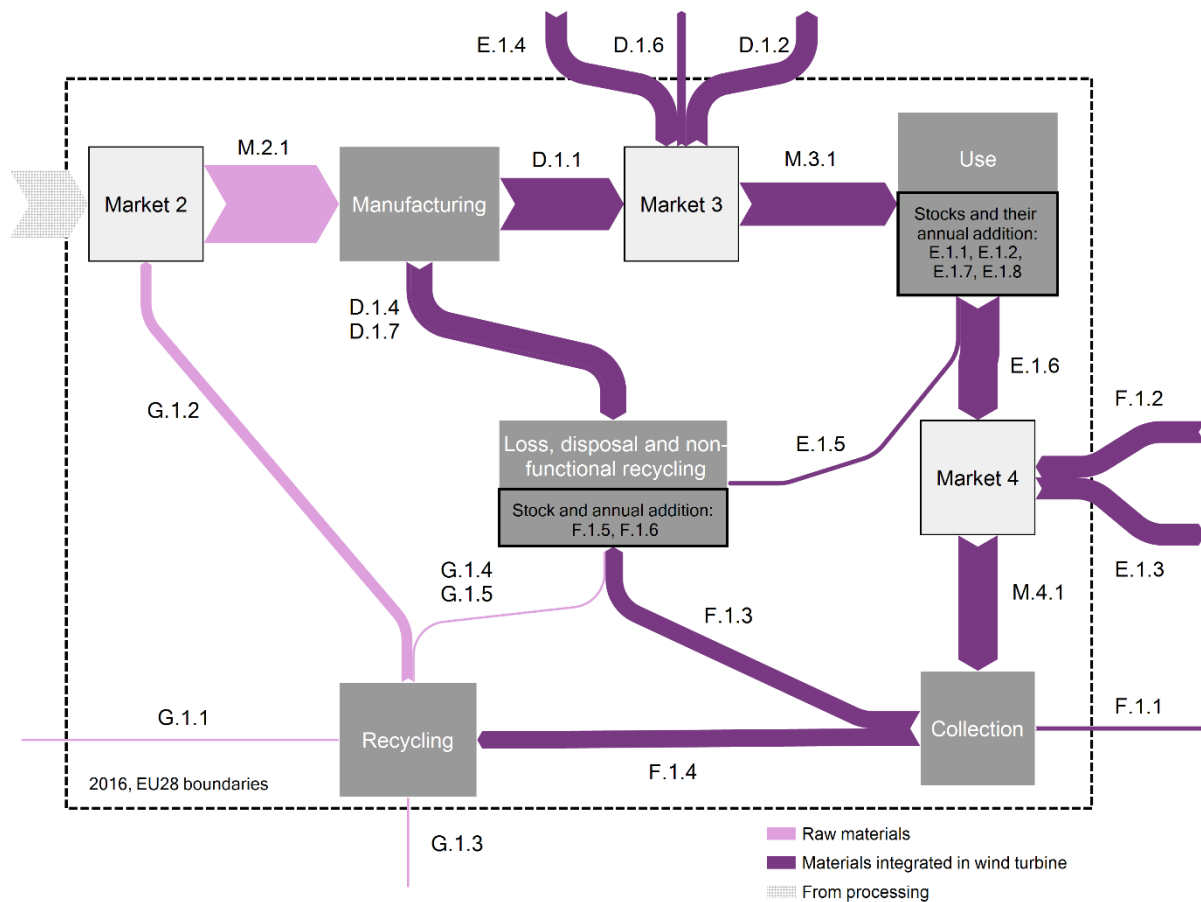 E.1.4
D.1.6
D.1.2
M.2.1
D.1.1
M.3.1
Use
Market 2
Manufacturing
Market 3
Stocks and their
annual addition:
E.1.1, E.1.2,
E.1.7, E.1.8
D.1.4
D.1.7
E.1.6
F.1.2
G.1.2
Loss, disposal and non-
functional recycling
E.1.5
Market 4
Stock and annual addition:
F.1.5, F.1.6
E.1.3
G.1.4
G.1.5
F.1.3
M.4.1
G.1.1
Recycling
Collection
F.1.1
F.1.4
2016, EU28 boundaries
G.1.3
Raw materials
Materials integrated in wind turbine
From processing